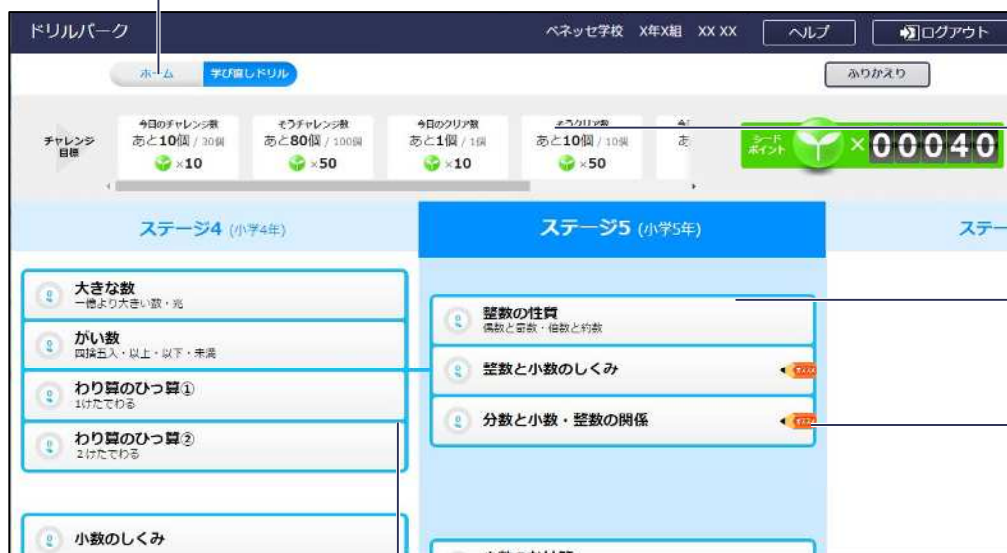 ドリルパーク
ベネッセ学校 X年X組 XX XX
ヘルプ
ログアウト
ホーム
学び直しドリル
ふりかえり
チャレンジ
目標
今日のチャレンジ数
あと10個 / 30個
×10
そうチャレンジ数
あと80個 / 100個
×50
今日のクリア数
あと1個 / 1個
×10
そうクリア数
あと10個 / 10個
×50
シード
ポイント
×00040
ステージ4 (小学4年)
ステージ5 (小学5年)
ステー
大きな数
一億より大きい数・兆
がい数
四捨五入・以上・以下・未満
わり算のひっ算①
1けたでわる
わり算のひっ算②
2けたでわる
小数のしくみ
整数の性質
偶数と奇数・倍数と約数
整数と小数のしくみ
分数と小数・整数の関係